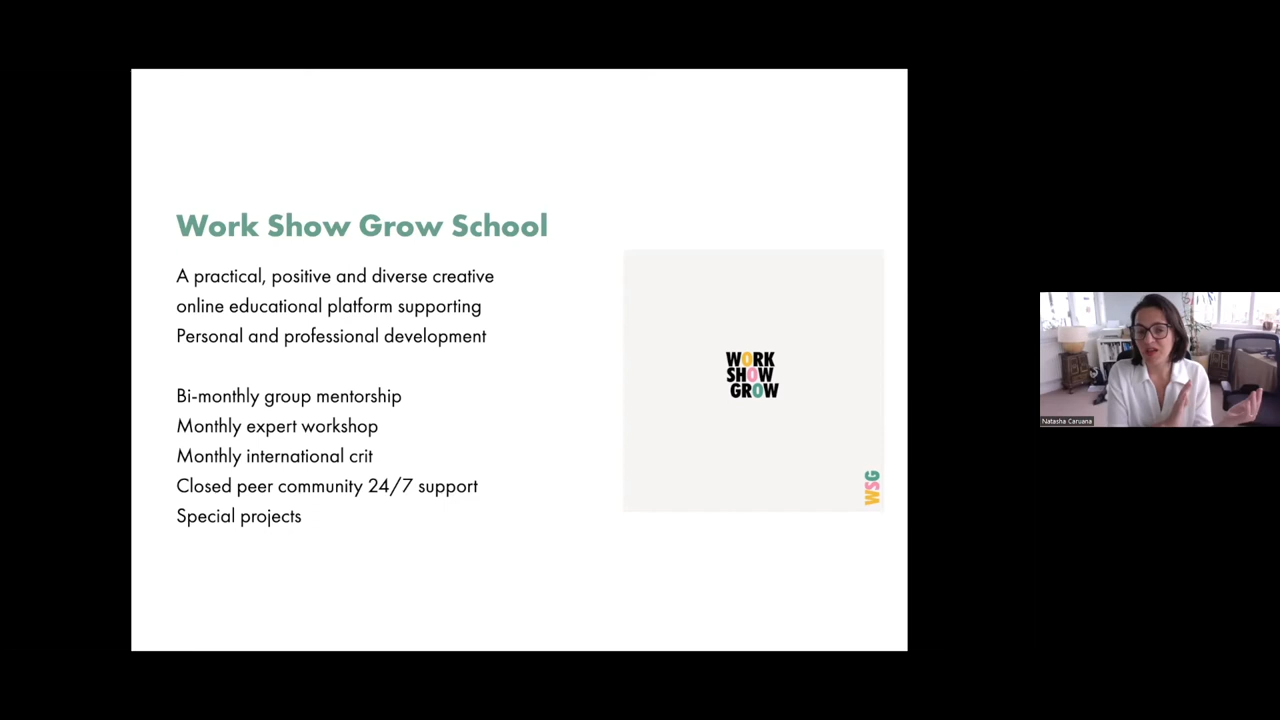 Work Show Grow School
A practical, positive and diverse creative
online educational platform supporting
Personal and professional development
Bi-monthly group mentorship
Monthly expert workshop
Monthly international crit
Closed peer community 24/7 support
Special projects
WORK
SHOW
GROW
WSG
Natasha Caruana